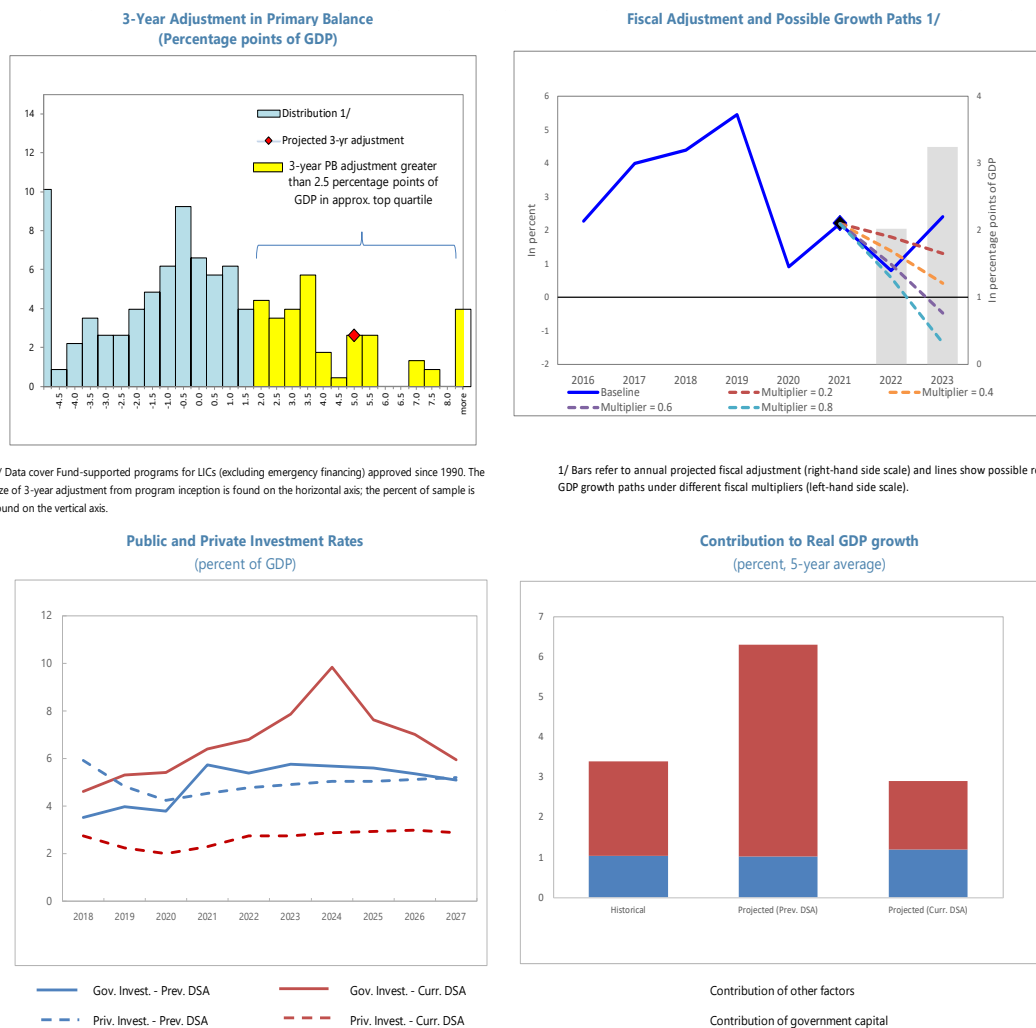 3-Year Adjustment in Primary Balance
(Percentage points of GDP)
Distribution 1/
Projected 3-yr adjustment
3-year PB adjustment greater
than 2.5 percentage points of
GDP in approx. top quartile
14
12
10
8
6
4
2
0
-4.5
-4.0
-3.5
-3.0
-2.5
-2.0
-1.5
-1.0
-0.5
0.0
0.5
1.0
1.5
2.0
2.5
3.0
3.5
4.0
4.5
5.0
5.5
6.0
6.5
7.0
7.5
8.0
more
/ Data cover Fund-supported programs for LICs (excluding emergency financing) approved since 1990. The
ze of 3-year adjustment from program inception is found on the horizontal axis; the percent of sample is
ound on the vertical axis.
Fiscal Adjustment and Possible Growth Paths 1/
In percent
6
5
4
3
2
1
0
-1
-2
In percentage points of GDP
4
3
2
1
0
2016 2017 2018 2019 2020 2021 2022 2023
Baseline Multiplier = 0.2 Multiplier = 0.4
Multiplier = 0.6 Multiplier = 0.8
1/ Bars refer to annual projected fiscal adjustment (right-hand side scale) and lines show possible re
GDP growth paths under different fiscal multipliers (left-hand side scale).
Public and Private Investment Rates
(percent of GDP)
12
10
8
6
4
2
0
2018 2019 2020 2021 2022 2023 2024 2025 2026 2027
Gov. Invest. - Prev. DSA Gov. Invest. - Curr. DSA
Priv. Invest. - Prev. DSA Priv. Invest. - Curr. DSA
Contribution to Real GDP growth
(percent, 5-year average)
7
6
5
4
3
2
1
0
Historical Projected (Prev. DSA) Projected (Curr. DSA)
Contribution of other factors
Contribution of government capital